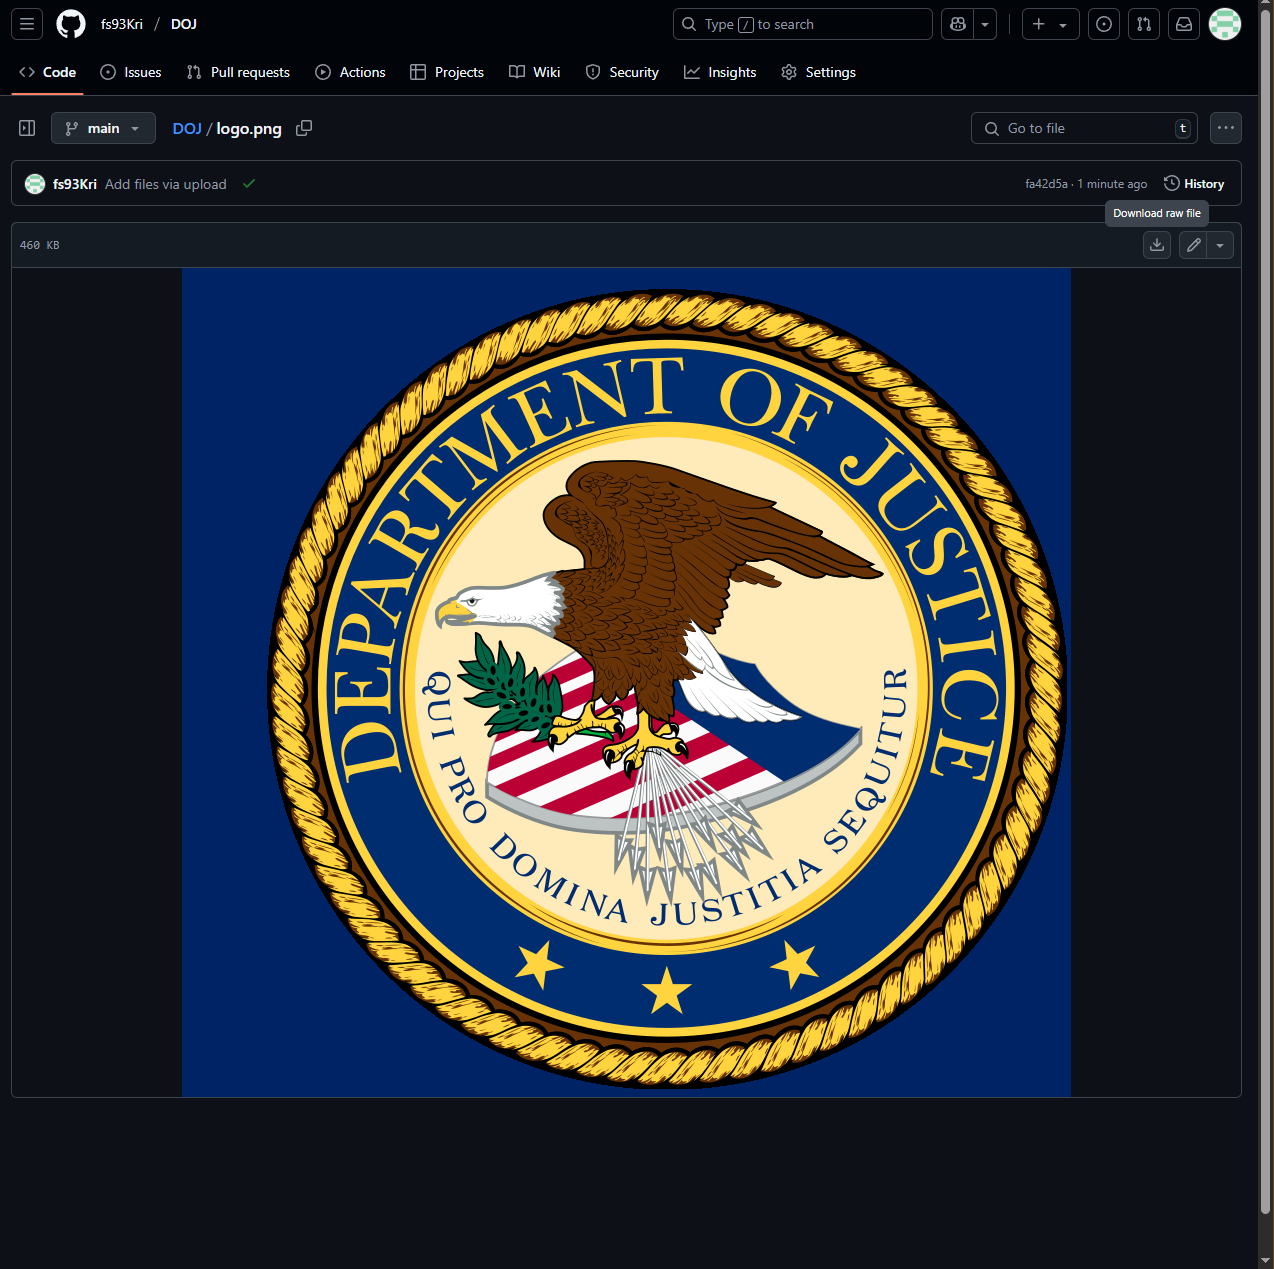 fs93Kri / DOJ
Type / to search
Code
Issues
Pull requests
Actions
Projects
Wiki
Security
Insights
Settings
main
DOJ / logo.png
Go to file
t
fs93Kri Add files via upload
fa42d5a · 1 minute ago
History
Download raw file
460 KB
DEPARTMENT OF JUSTICE
QUI PRO DOMINA JUSTITIA SEQUITUR